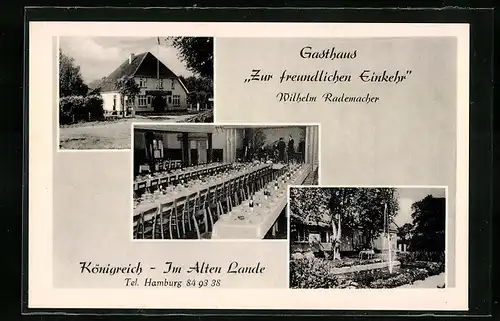 Gasthaus
„Zur freundlichen Einkehr"
Wilhelm Rademacher
Königreich - Im Alten Lande
Tel. Hamburg 84 93 38